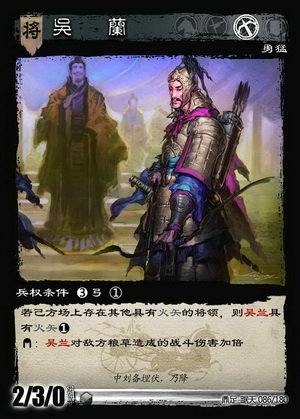 将 吴 蘭
勇猛
兵权条件 3 弓 1
若己方场上存在其他具有火矢的将领，则吴兰具
有火矢1
：吴兰对敌方粮草造成的战斗伤害加倍
中刘备埋伏，乃降
2/3/0
086/180